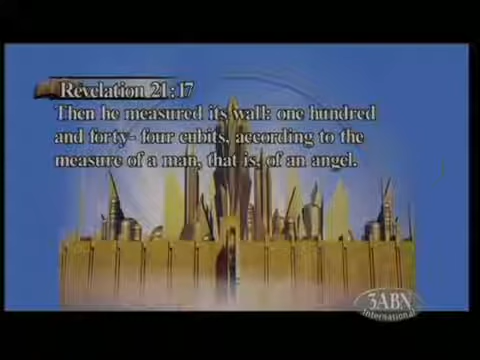 Revelation 21:17
Then he measured its wall: one hundred
and forty- four cubits, according to the
measure of a man, that is, of an angel.
3ABN
International